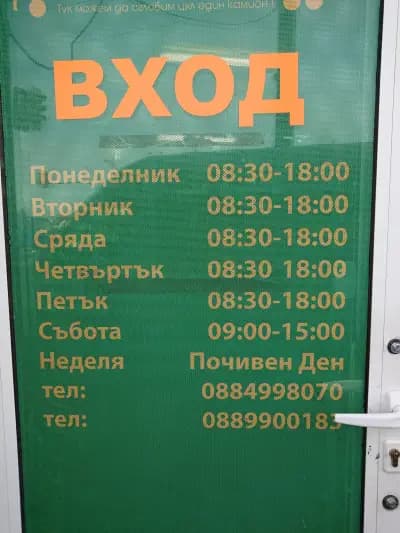 Тук можем да сглобим цял един камион!
ВХОД
Понеделник 08:30-18:00
Вторник 08:30-18:00
Сряда 08:30-18:00
Четвъртък 08:30 18:00
Петък 08:30-18:00
Събота 09:00-15:00
Неделя Почивен Ден
тел: 0884998070
тел: 0889900183